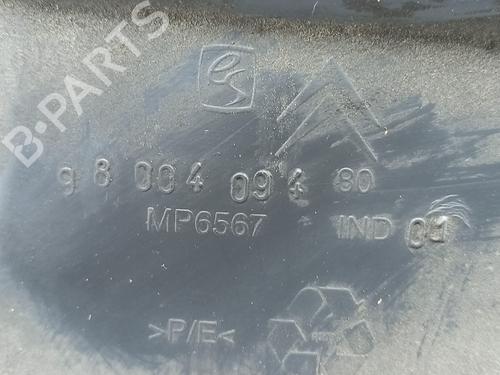 B-PARTS
98 004 094 80
MP6567 IND 01
>P/E<